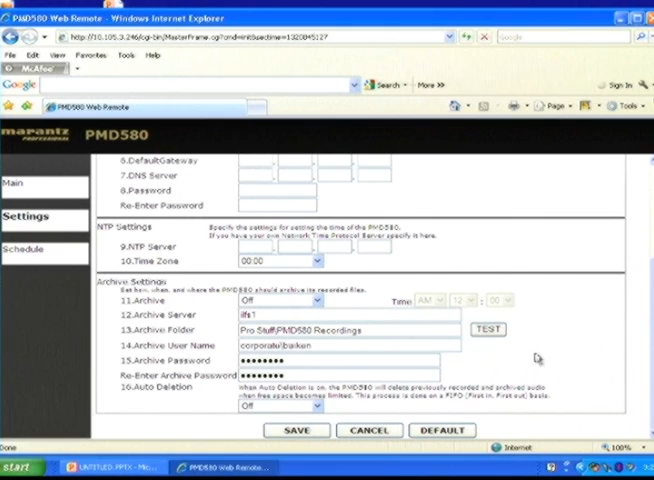 PMD580 Web Remote - Windows Internet Explorer
http://10.105.3.246/cgi-bin/MasterFrame.cgi?cmd=init&sectime=1320845127
Google
File Edit View Favorites Tools Help
McAfee
Google Search More >> Sign In
PMD580 Web Remote Page Tools
marantz PROFESSIONAL PMD580
Main
Settings
Schedule
6.DefaultGateway
7.DNS Server
8.Password
Re-Enter Password
NTP Settings
Specify the settings for setting the time of the PMD580.
If you have your own Network Time Protocol Server specify it here.
9.NTP Server
10.Time Zone 00:00
Archive Settings
Set how, when, and where the PMD580 should archive its recorded files.
11.Archive Off Time AM 12 : 00
12.Archive Server ilfs1
13.Archive Folder Pro Stuff\PMD580 Recordings TEST
14.Archive User Name
15.Archive Password ••••••••
Re-Enter Archive Password ••••••••
16.Auto Deletion
When Auto Deletion is on, the PMD580 will delete previously recorded and archived audio
when free space becomes limited. This process is done on a FIFO (First in, First out) basis.
Off
SAVE CANCEL DEFAULT
Done Internet 100%
start UNTITLED.PPTX - Mic... PMD580 Web Remote...